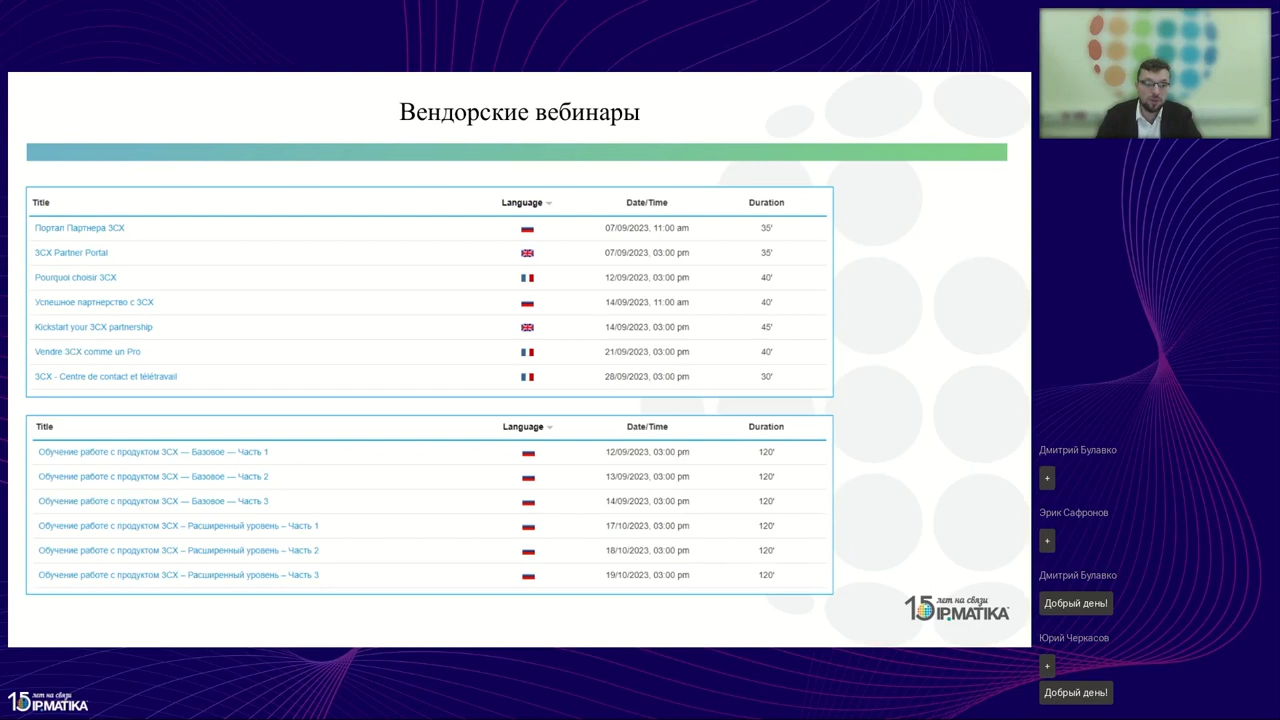 Вендорские вебинары
Title Language Date/Time Duration
Портал Партнера 3CX 07/09/2023, 11:00 am 35'
3CX Partner Portal 07/09/2023, 03:00 pm 35'
Pourquoi choisir 3CX 12/09/2023, 03:00 pm 40'
Успешное партнерство с 3CX 14/09/2023, 11:00 am 40'
Kickstart your 3CX partnership 14/09/2023, 03:00 pm 45'
Vendre 3CX comme un Pro 21/09/2023, 03:00 pm 40'
3CX - Centre de contact et télétravail 28/09/2023, 03:00 pm 30'
Title Language Date/Time Duration
Обучение работе с продуктом 3CX — Базовое — Часть 1 12/09/2023, 03:00 pm 120'
Обучение работе с продуктом 3CX — Базовое — Часть 2 13/09/2023, 03:00 pm 120'
Обучение работе с продуктом 3CX — Базовое — Часть 3 14/09/2023, 03:00 pm 120'
Обучение работе с продуктом 3CX – Расширенный уровень – Часть 1 17/10/2023, 03:00 pm 120'
Обучение работе с продуктом 3CX – Расширенный уровень – Часть 2 18/10/2023, 03:00 pm 120'
Обучение работе с продуктом 3CX – Расширенный уровень – Часть 3 19/10/2023, 03:00 pm 120'
15 лет на связи
IPMATIKA
Дмитрий Булавко
+
Эрик Сафронов
+
Дмитрий Булавко
Добрый день!
Юрий Черкасов
+
Добрый день!
15 лет на связи
IPMATIKA